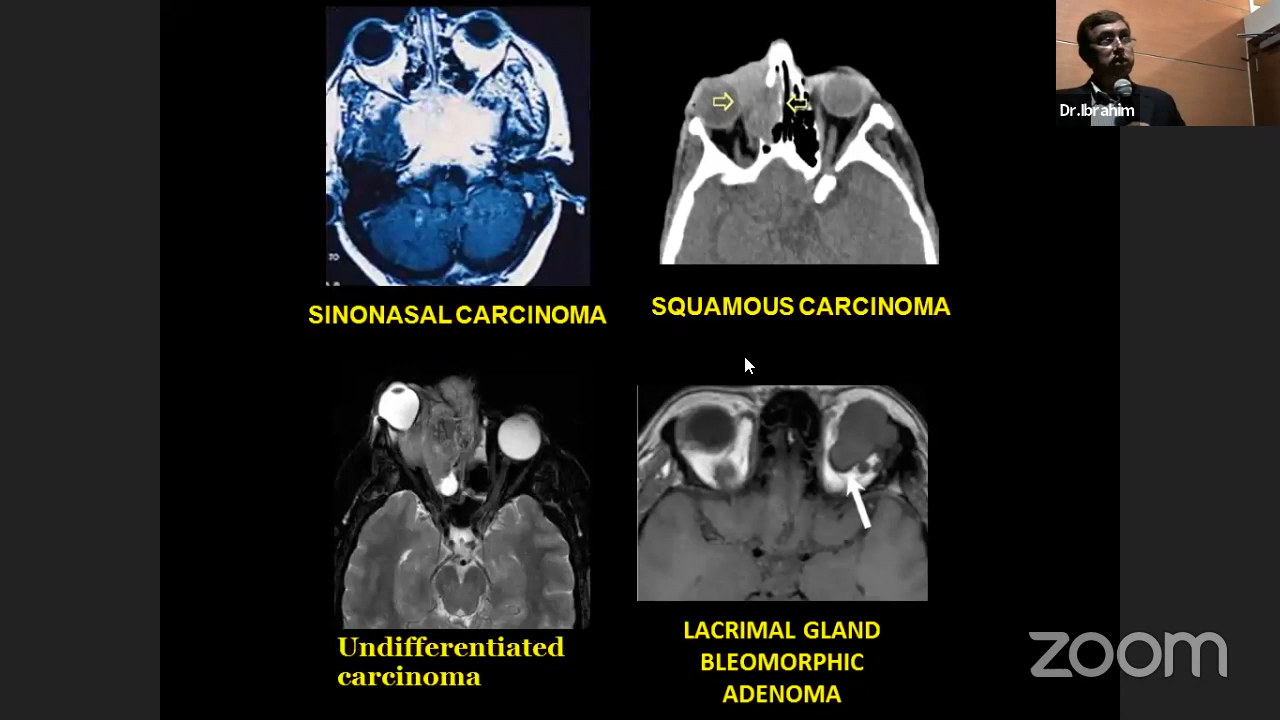 Dr.Ibrahim
SINONASAL CARCINOMA
SQUAMOUS CARCINOMA
Undifferentiated
carcinoma
LACRIMAL GLAND
BLEOMORPHIC
ADENOMA
zoom